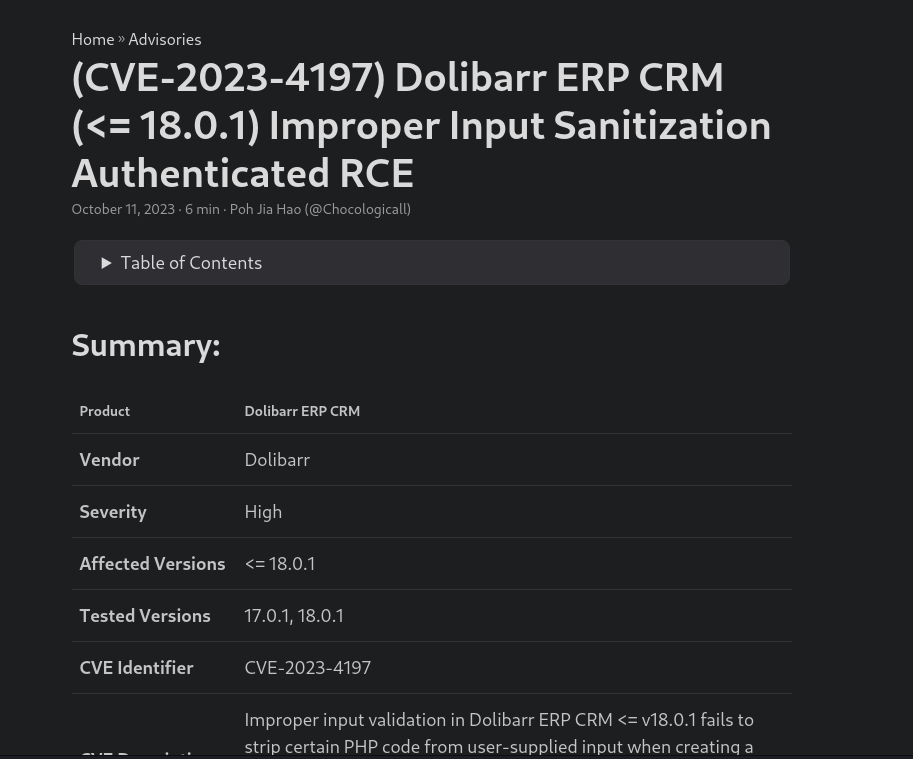 Home » Advisories
(CVE-2023-4197) Dolibarr ERP CRM
(<= 18.0.1) Improper Input Sanitization
Authenticated RCE
October 11, 2023 · 6 min · Poh Jia Hao (@Chocologicall)
▶ Table of Contents
Summary:
Product Dolibarr ERP CRM
Vendor Dolibarr
Severity High
Affected Versions <= 18.0.1
Tested Versions 17.0.1, 18.0.1
CVE Identifier CVE-2023-4197
Improper input validation in Dolibarr ERP CRM <= v18.0.1 fails to
strip certain PHP code from user-supplied input when creating a